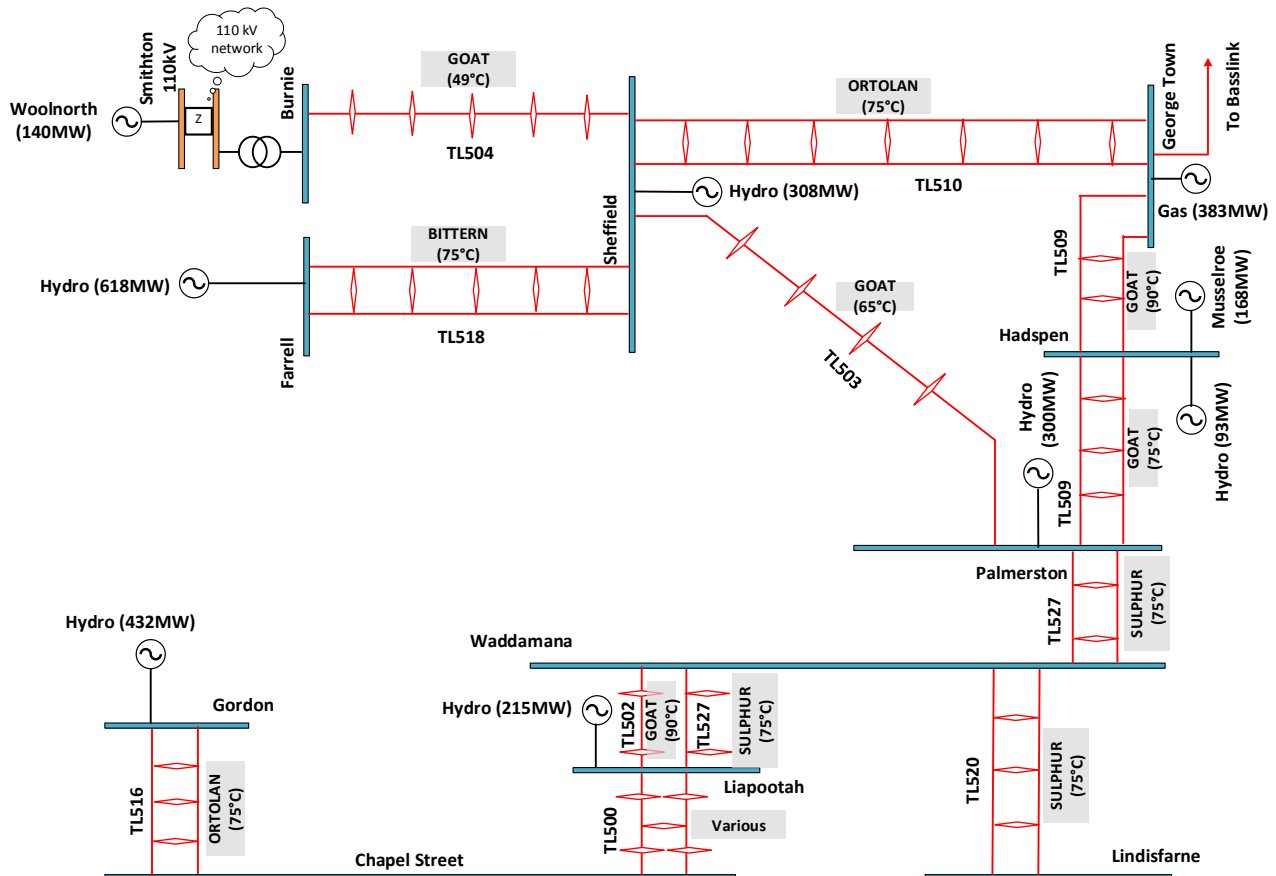 110 kV
network
Smithton
110kV
Woolnorth
(140MW)
Z
Burnie
GOAT
(49°C)
TL504
ORTOLAN
(75°C)
TL510
George Town
To Basslink
Sheffield
Hydro (308MW)
Gas (383MW)
BITTERN
(75°C)
TL518
Hydro (618MW)
Farrell
GOAT
(65°C)
TL503
TL509
GOAT
(90°C)
Musselroe
(168MW)
Hadspen
Hydro
(300MW)
TL509
GOAT
(75°C)
Hydro (93MW)
Palmerston
TL527
SULPHUR
(75°C)
Hydro (432MW)
Gordon
TL516
ORTOLAN
(75°C)
Waddamana
Hydro (215MW)
TL502
GOAT
(90°C)
TL527
SULPHUR
(75°C)
Liapootah
TL500
Various
TL520
SULPHUR
(75°C)
Chapel Street
Lindisfarne